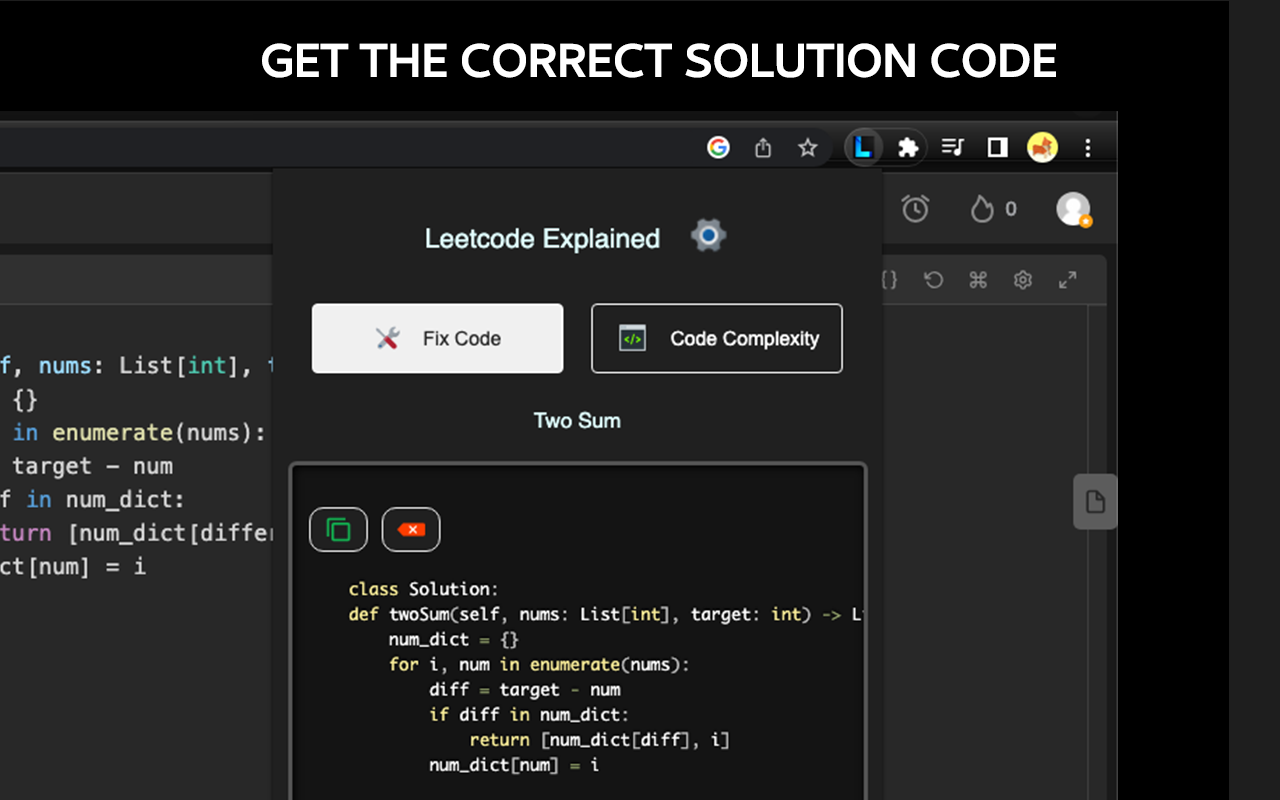 GET THE CORRECT SOLUTION CODE
0
Leetcode Explained
Fix Code
Code Complexity
{}
f, nums: List[int],
{}
in enumerate(nums):
target - num
f in num_dict:
turn [num_dict[differ
ct[num] = i
Two Sum
class Solution:
def twoSum(self, nums: List[int], target: int) -> L
num_dict = {}
for i, num in enumerate(nums):
diff = target - num
if diff in num_dict:
return [num_dict[diff], i]
num_dict[num] = i